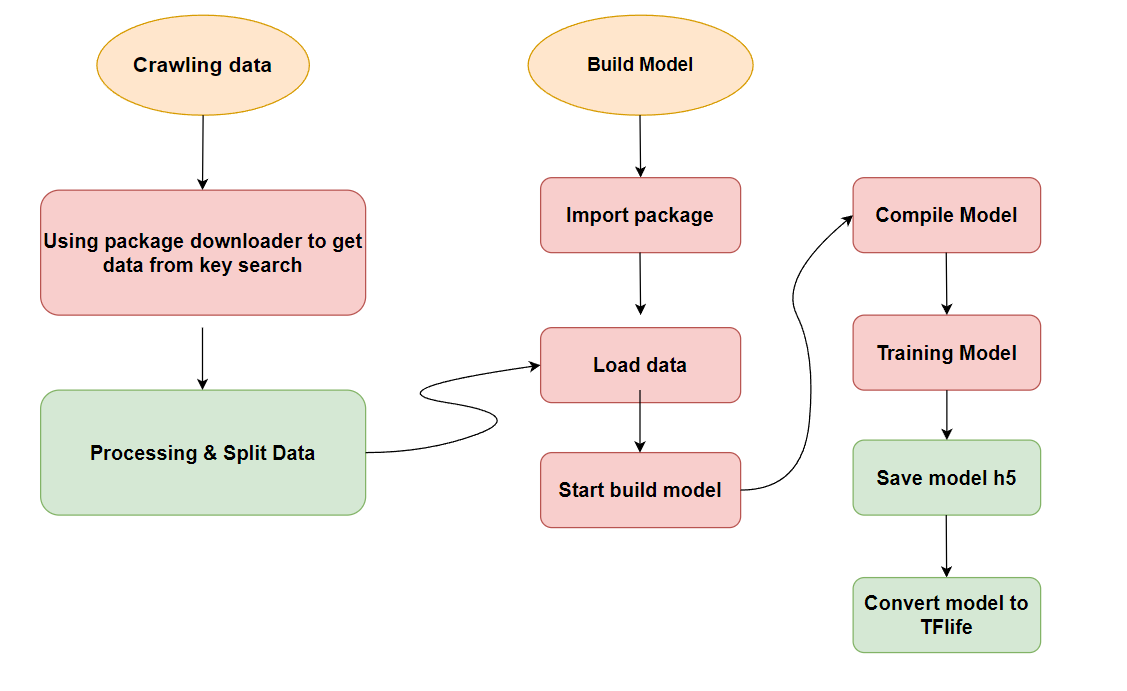 Crawling data
Using package downloader to get
data from key search
Processing & Split Data
Build Model
Import package
Load data
Start build model
Compile Model
Training Model
Save model h5
Convert model to
TFlife